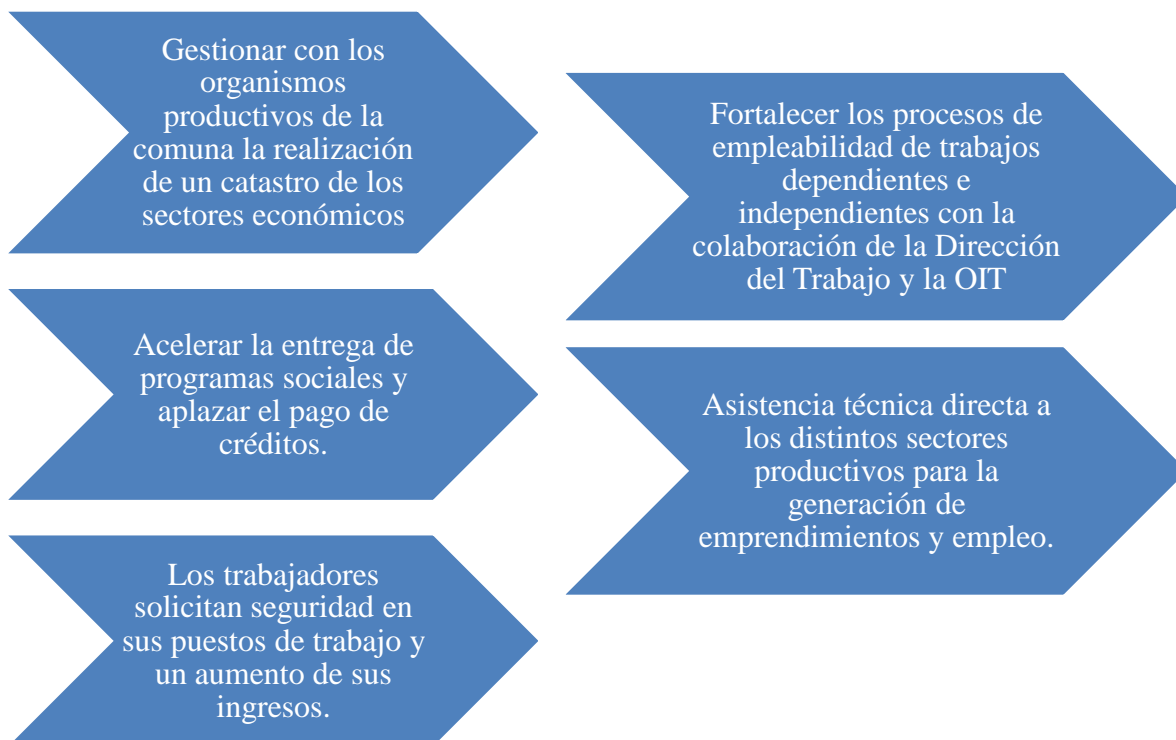 Gestionar con los
organismos
productivos de la
comuna la realización
de un catastro de los
sectores económicos
Acelerar la entrega de
programas sociales y
aplazar el pago de
créditos.
Los trabajadores
solicitan seguridad en
sus puestos de trabajo y
un aumento de sus
ingresos.
Fortalecer los procesos de
empleabilidad de trabajos
dependientes e
independientes con la
colaboración de la Dirección
del Trabajo y la OIT
Asistencia técnica directa a
los distintos sectores
productivos para la
generación de
emprendimientos y empleo.